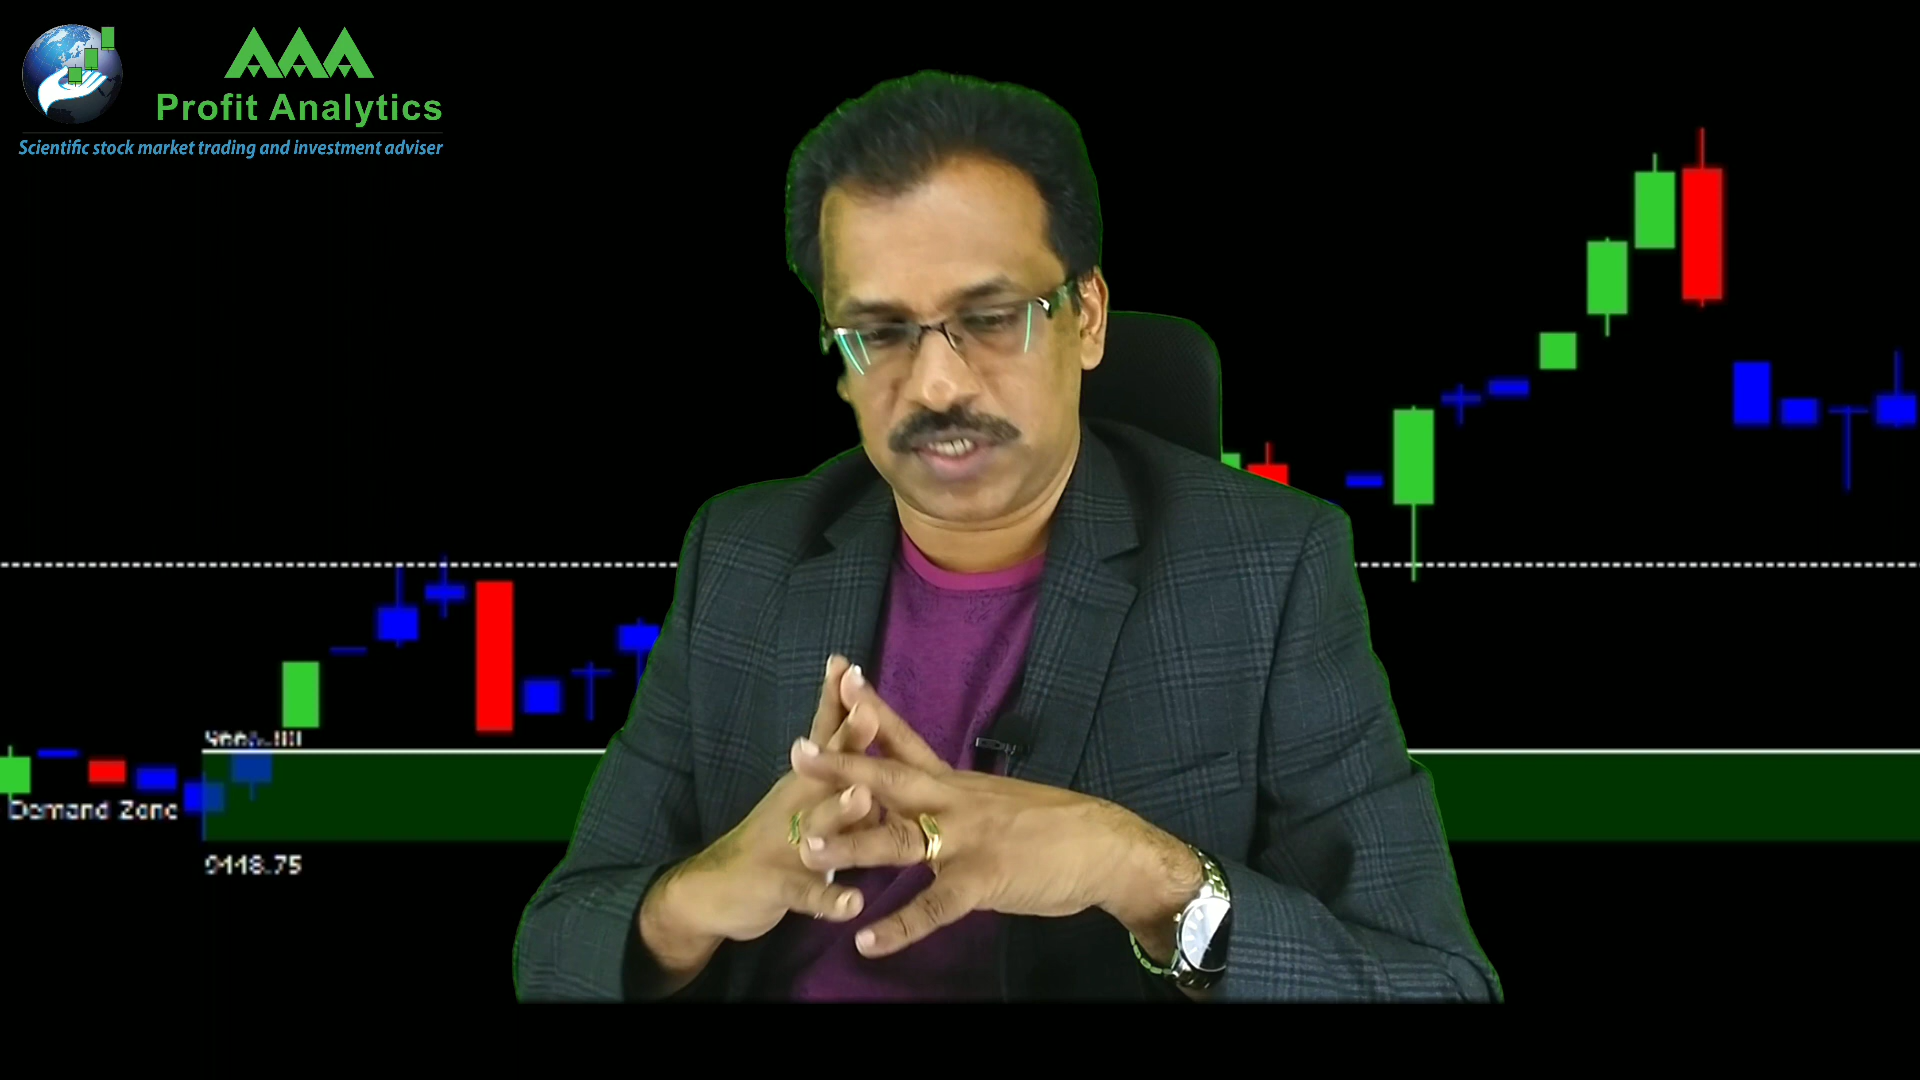 AAA
Profit Analytics
Scientific stock market trading and investment adviser
Demand Zone
9118.75